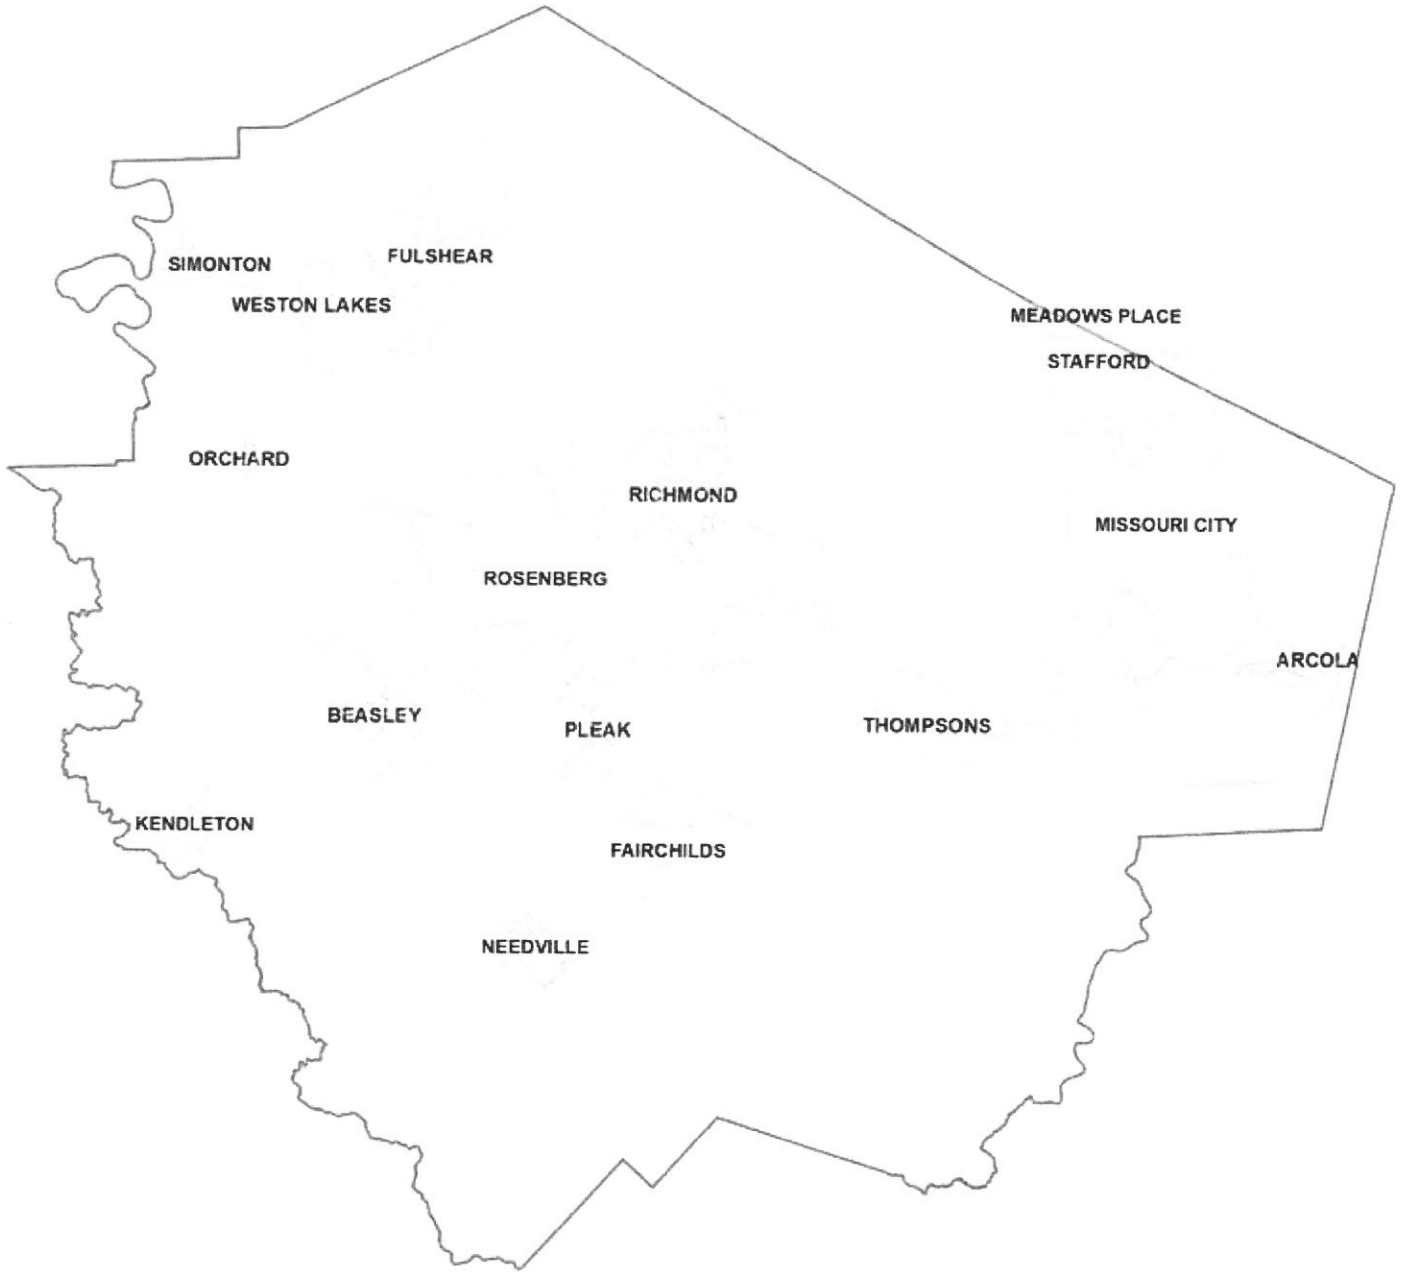 FULSHEAR
SIMONTON
WESTON LAKES
MEADOWS PLACE
STAFFORD
ORCHARD
RICHMOND
MISSOURI CITY
ROSENBERG
ARCOLA
BEASLEY
THOMPSONS
PLEAK
KENDLETON
FAIRCHILDS
NEEDVILLE